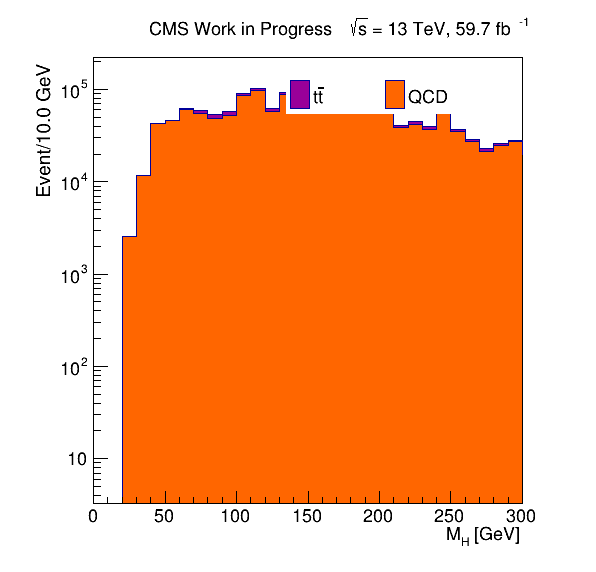 CMS Work in Progress √s = 13 TeV, 59.7 fb⁻¹
Event/10.0 GeV
10⁵
10⁴
10³
10²
10
tt̄
QCD
0 50 100 150 200 250 300
M_H [GeV]